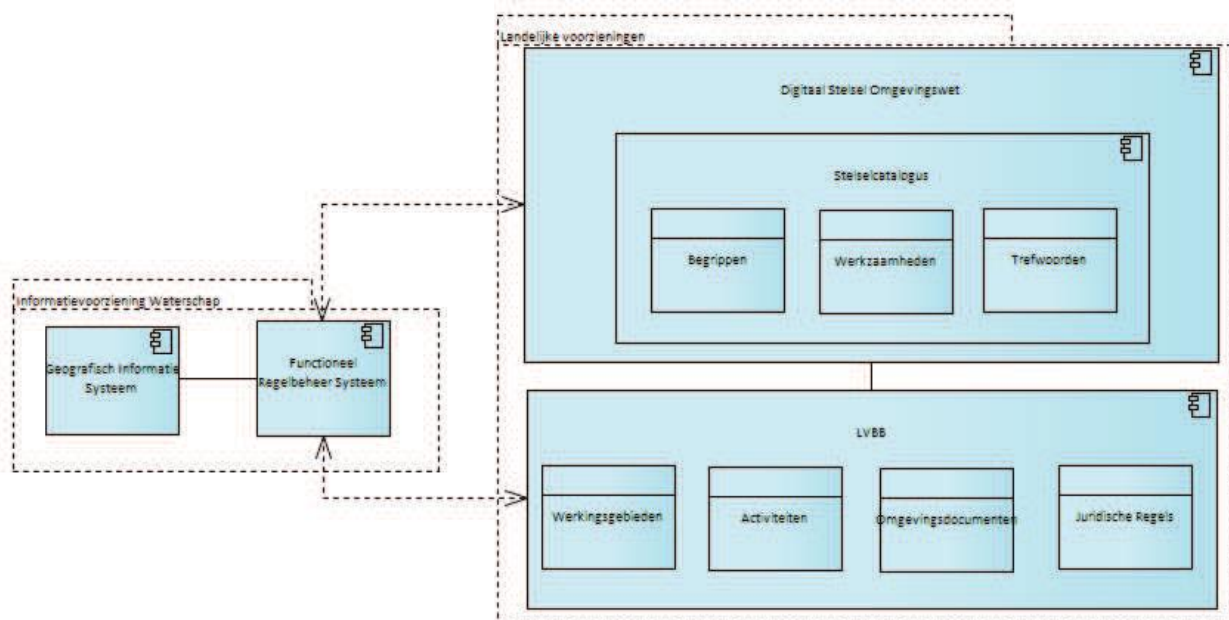 Landelijke voorzieningen
Digitaal Stelsel Omgevingswet
Stelselcatalogus
Begrippen
Werkzaamheden
Trefwoorden
Informatievoorziening Waterschap
Geografisch Informatie
Systeem
Functioneel
Regelbeheer Systeem
LVBB
Werkingsgebieden
Activiteiten
Omgevingsdocumenten
Juridische Regels